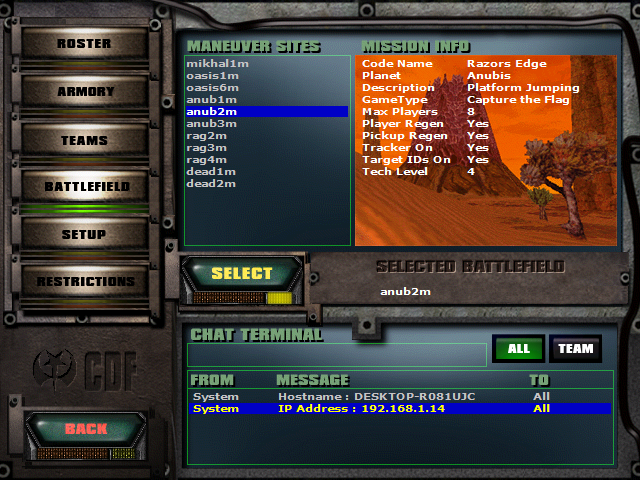 ROSTER
ARMORY
TEAMS
BATTLEFIELD
SETUP
RESTRICTIONS
CDF
BACK
MANEUVER SITES
mikhal1m
oasis1m
oasis6m
anub1m
anub2m
anub3m
rag2m
rag3m
rag4m
dead1m
dead2m
MISSION INFO
Code Name Razors Edge
Planet Anubis
Description Platform Jumping
GameType Capture the Flag
Max Players 8
Player Regen Yes
Pickup Regen Yes
Tracker On Yes
Target IDs On Yes
Tech Level 4
SELECT
SELECTED BATTLEFIELD
anub2m
CHAT TERMINAL
ALL TEAM
FROM MESSAGE TO
System Hostname : DESKTOP-R081UJC All
System IP Address : 192.168.1.14 All